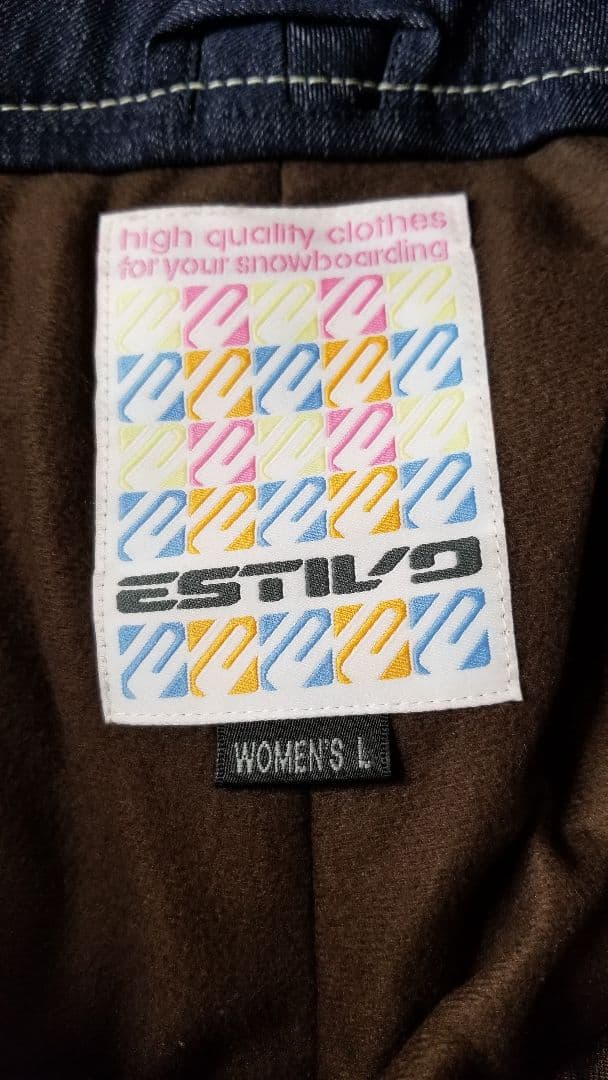 high quality clothes
for your snowboarding
ESTIVO
WOMEN'S L